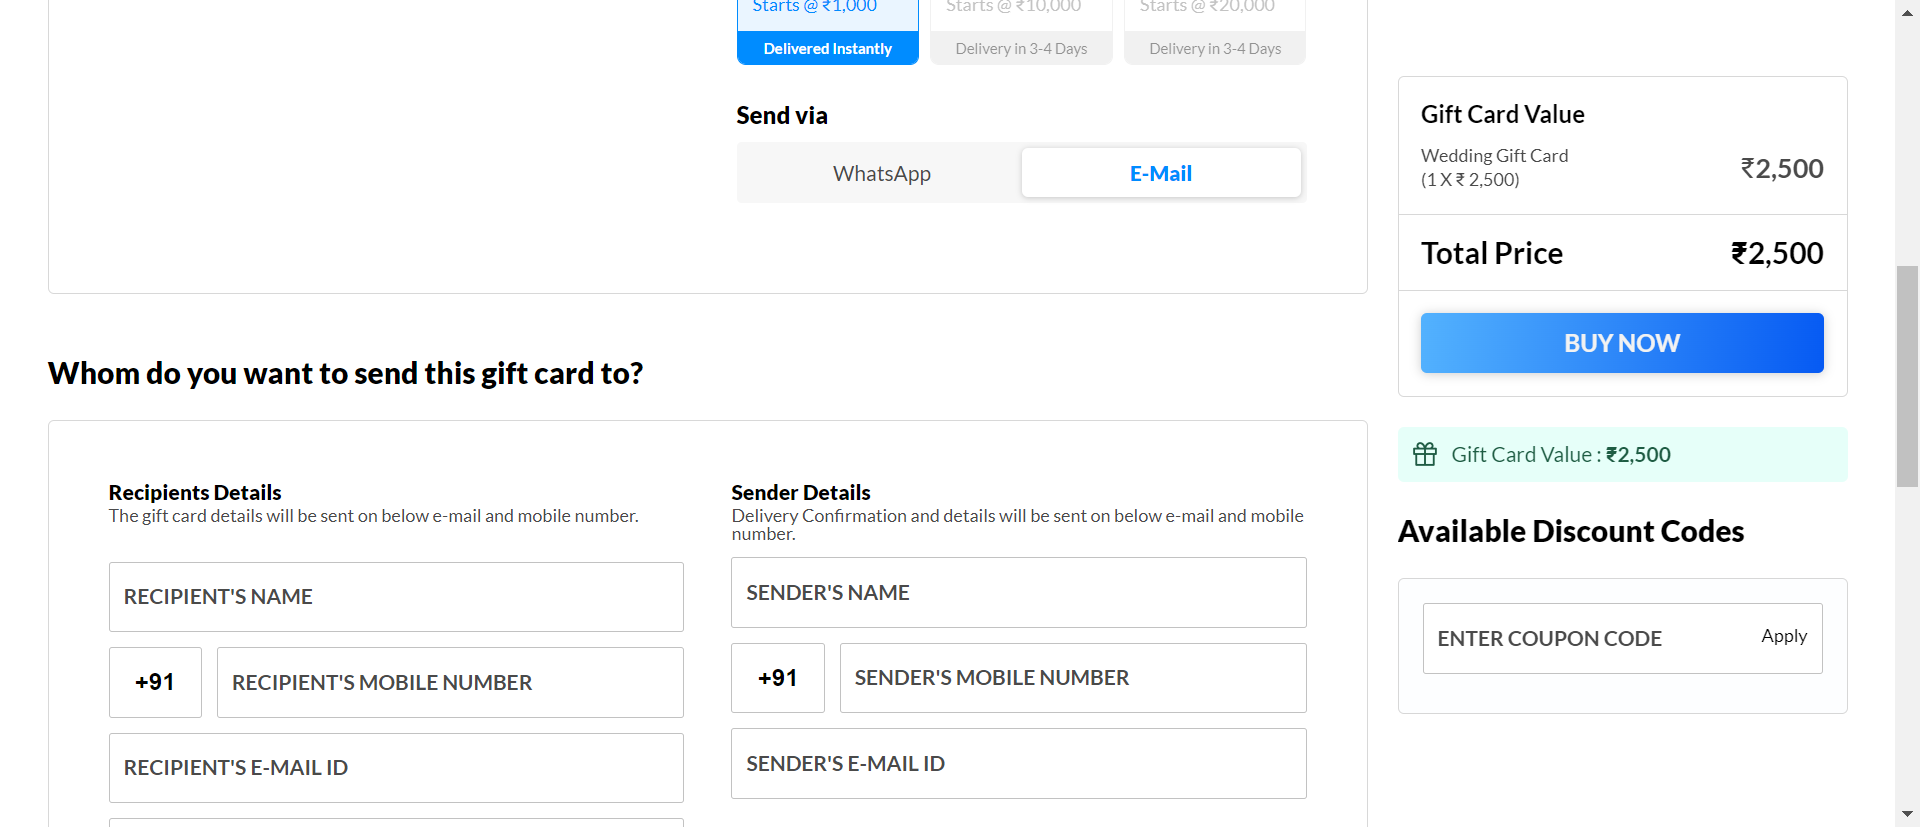 Starts @ ₹1,000
Starts @ ₹10,000
Starts @ ₹20,000
Delivered Instantly
Delivery in 3-4 Days
Delivery in 3-4 Days
Send via
WhatsApp
E-Mail
Whom do you want to send this gift card to?
Recipients Details
The gift card details will be sent on below e-mail and mobile number.
RECIPIENT'S NAME
+91
RECIPIENT'S MOBILE NUMBER
RECIPIENT'S E-MAIL ID
Sender Details
Delivery Confirmation and details will be sent on below e-mail and mobile
number.
SENDER'S NAME
+91
SENDER'S MOBILE NUMBER
SENDER'S E-MAIL ID
Gift Card Value
Wedding Gift Card
(1 X ₹ 2,500)
₹2,500
Total Price
₹2,500
BUY NOW
Gift Card Value : ₹2,500
Available Discount Codes
ENTER COUPON CODE
Apply